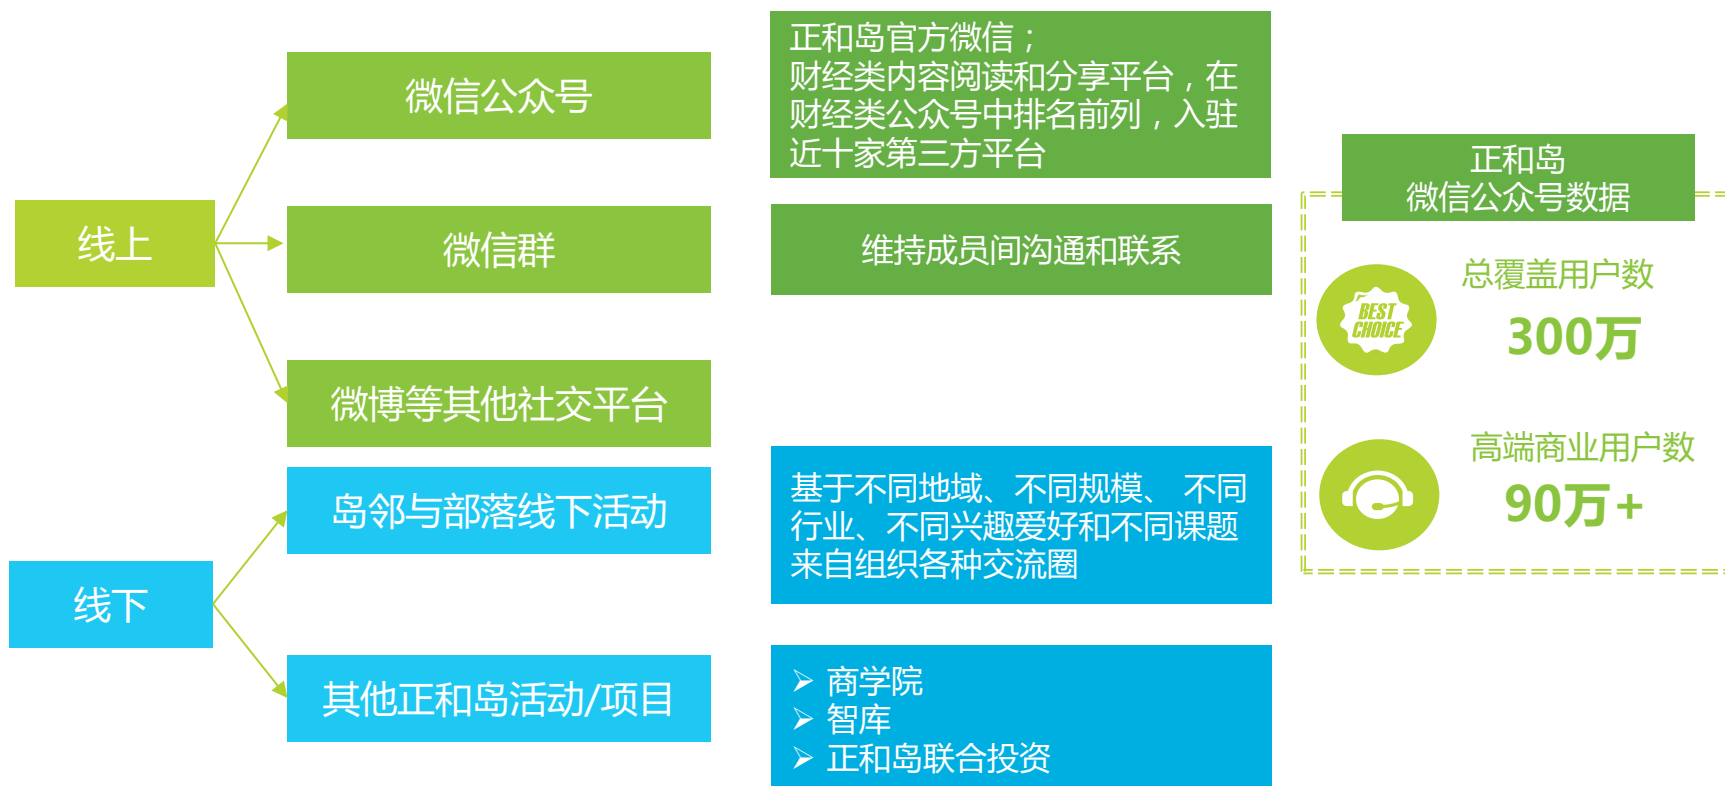 线上
微信公众号
正和岛官方微信；
财经类内容阅读和分享平台，在
财经类公众号中排名前列，入驻
近十家第三方平台
微信群
维持成员间沟通和联系
微博等其他社交平台
线下
岛邻与部落线下活动
基于不同地域、不同规模、 不同
行业、不同兴趣爱好和不同课题
来自组织各种交流圈
其他正和岛活动/项目
➢ 商学院
➢ 智库
➢ 正和岛联合投资
正和岛
微信公众号数据
BEST
CHOICE
总覆盖用户数
300万
高端商业用户数
90万+